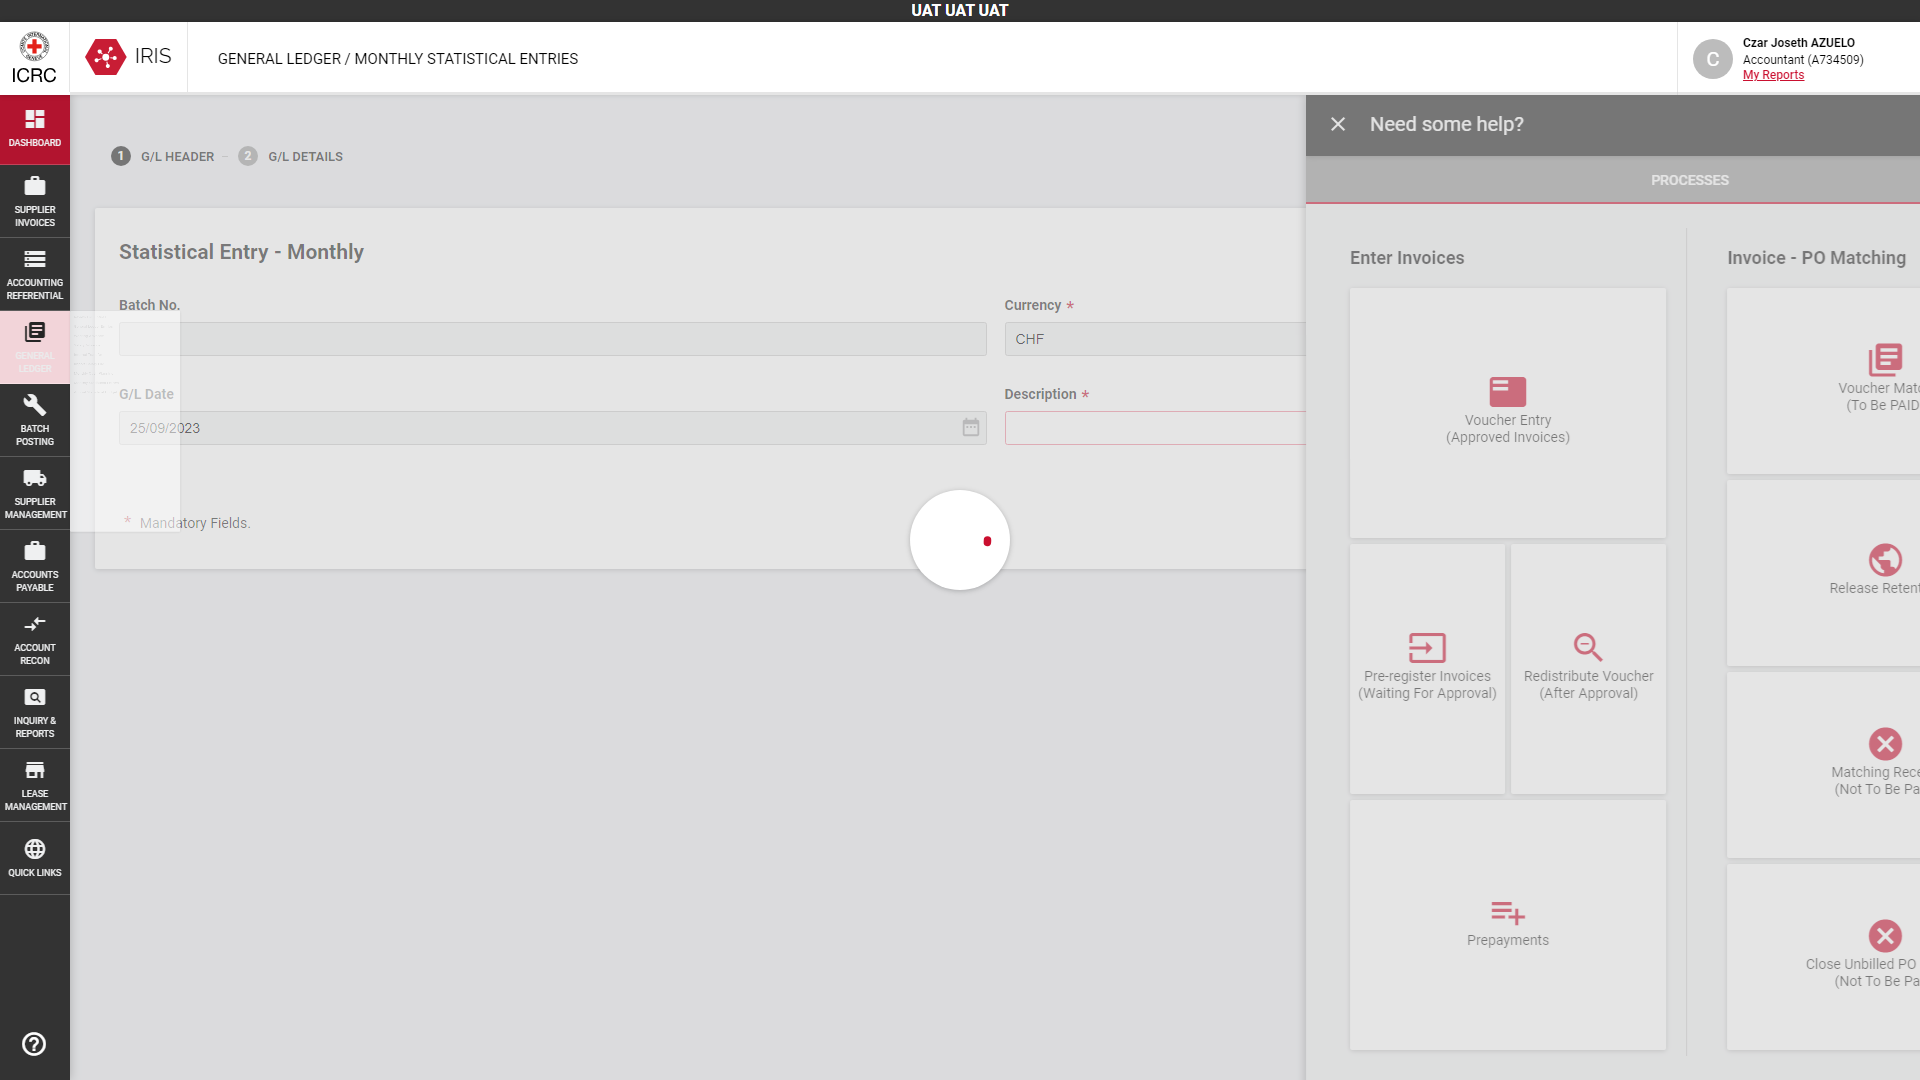 UAT UAT UAT
ICRC
IRIS
GENERAL LEDGER / MONTHLY STATISTICAL ENTRIES
C
Czar Joseth AZUELO
Accountant (A734509)
My Reports
DASHBOARD
SUPPLIER
INVOICES
ACCOUNTING
REFERENTIAL
GENERAL
LEDGER
BATCH
POSTING
SUPPLIER
MANAGEMENT
ACCOUNTS
PAYABLE
ACCOUNT
RECON
INQUIRY &
REPORTS
LEASE
MANAGEMENT
QUICK LINKS
1 G/L HEADER
2 G/L DETAILS
Statistical Entry - Monthly
Batch No.
Currency *
CHF
G/L Date
Description *
25/09/2023
* Mandatory Fields.
Need some help?
PROCESSES
Enter Invoices
Voucher Entry
(Approved Invoices)
Pre-register Invoices
(Waiting For Approval)
Redistribute Voucher
(After Approval)
Prepayments
Invoice - PO Matching
Voucher Matc
(To Be PAID
Release Retent
Matching Rece
(Not To Be Pa
Close Unbilled PO
(Not To Be Pa